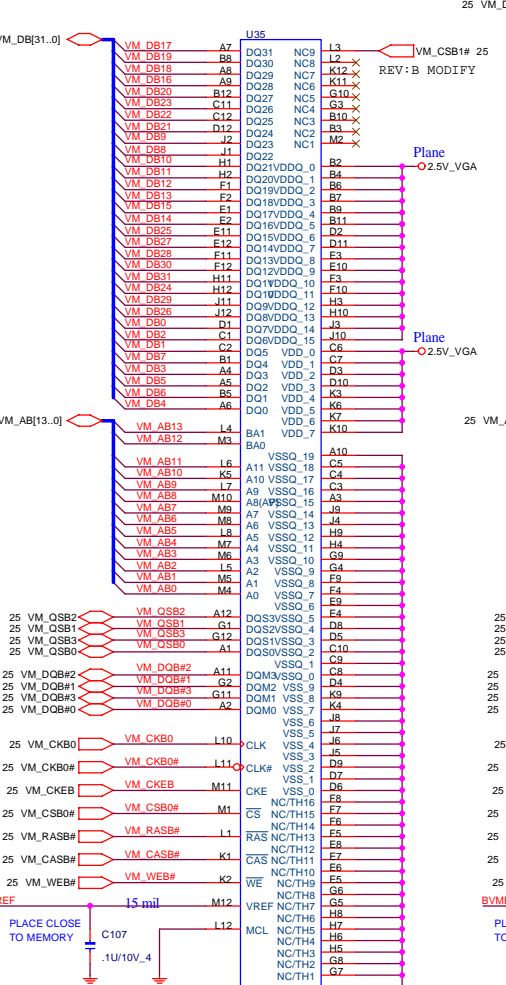 25 VM_D
U35
VM_DB[31..0]
VM_DB17 A7 DQ31 NC9 L3 VM_CSB1# 25
VM_DB19 B8 DQ30 NC8 L2
VM_DB18 A8 DQ29 NC7 K12 REV:B MODIFY
VM_DB16 A9 DQ28 NC6 K11
VM_DB20 B12 DQ27 NC5 G10
VM_DB23 C11 DQ26 NC4 G3
VM_DB22 C12 DQ25 NC3 B10
VM_DB21 D12 DQ24 NC2 B3
VM_DB9 J2 DQ23 NC1 M2
VM_DB8 J1 DQ22
Plane
VM_DB10 H1 DQ21 VDDQ_0 B2 2.5V_VGA
VM_DB11 H2 DQ20 VDDQ_1 B4
VM_DB12 F1 DQ19 VDDQ_2 B6
VM_DB13 F2 DQ18 VDDQ_3 B7
VM_DB15 E1 DQ17 VDDQ_4 B9
VM_DB14 E2 DQ16 VDDQ_5 B11
VM_DB25 E11 DQ15 VDDQ_6 D2
VM_DB27 E12 DQ14 VDDQ_7 D11
VM_DB28 F11 DQ13 VDDQ_8 E3
VM_DB30 F12 DQ12 VDDQ_9 E10
VM_DB31 H11 DQ11 VDDQ_10 F3
VM_DB24 H12 DQ10 VDDQ_11 F10
VM_DB29 J11 DQ9 VDDQ_12 H3
VM_DB26 J12 DQ8 VDDQ_13 H10
VM_DB0 D1 DQ7 VDDQ_14 J3
VM_DB2 C1 DQ6 VDDQ_15 J10
Plane
VM_DB1 C2 DQ5 VDD_0 C6 2.5V_VGA
VM_DB7 B1 DQ4 VDD_1 C7
VM_DB3 A4 DQ3 VDD_2 D3
VM_DB5 A5 DQ2 VDD_3 D10
VM_DB6 B5 DQ1 VDD_4 K3
VM_DB4 A6 DQ0 VDD_5 K6
VM_AB[13..0] VDD_6 K7 25 VM_A
VM_AB13 L4 BA1 VDD_7 K10
VM_AB12 M3 BA0
VSSQ_19 A10
VM_AB11 L6 A11 VSSQ_18 C5
VM_AB10 K5 A10 VSSQ_17 C4
VM_AB9 L7 A9 VSSQ_16 C3
VM_AB8 M10 A8(AP) VSSQ_15 A3
VM_AB7 M9 A7 VSSQ_14 J9
VM_AB6 M8 A6 VSSQ_13 J4
VM_AB5 L8 A5 VSSQ_12 H9
VM_AB4 M7 A4 VSSQ_11 H4
VM_AB3 M6 A3 VSSQ_10 G9
VM_AB2 L5 A2 VSSQ_9 G4
VM_AB1 M5 A1 VSSQ_8 F9
VM_AB0 M4 A0 VSSQ_7 F4
VSSQ_6 E9
25 VM_QSB2 VM_QSB2 A12 DQS3 VSSQ_5 E4 25
25 VM_QSB1 VM_QSB1 G1 DQS2 VSSQ_4 D8 25
25 VM_QSB3 VM_QSB3 G12 DQS1 VSSQ_3 D5 25
25 VM_QSB0 VM_QSB0 A1 DQS0 VSSQ_2 C10 25
VSSQ_1 C9
25 VM_DQB#2 VM_DQB#2 A11 DQM3 VSSQ_0 C8 25
25 VM_DQB#1 VM_DQB#1 G2 DQM2 VSS_9 D4 25
25 VM_DQB#3 VM_DQB#3 G11 DQM1 VSS_8 K9 25
25 VM_DQB#0 VM_DQB#0 A2 DQM0 VSS_7 K4 25
VSS_6 J8
VSS_5 J7
25 VM_CKB0 VM_CKB0 L10 CLK VSS_4 J6 25
VSS_3 J5
25 VM_CKB0# VM_CKB0# L11 CLK# VSS_2 D9 25
VSS_1 D7
25 VM_CKEB VM_CKEB M11 CKE VSS_0 D6 25
NC/TH16 F8
25 VM_CSB0# VM_CSB0# M1 CS NC/TH15 F7 25
NC/TH14 F6
25 VM_RASB# VM_RASB# L1 RAS NC/TH13 F5 25
NC/TH12 E8
25 VM_CASB# VM_CASB# K1 CAS NC/TH11 E7 25
NC/TH10 E6
25 VM_WEB# VM_WEB# K2 WE NC/TH9 E5 25
NC/TH8 G6
REF 15 mil M12 VREF NC/TH7 G5 BVM
NC/TH6 H8
PLACE CLOSE L12 MCL NC/TH5 H7
TO MEMORY C107 NC/TH4 H6
NC/TH3 H5
.1U/10V_4 NC/TH2 G8
NC/TH1 G7